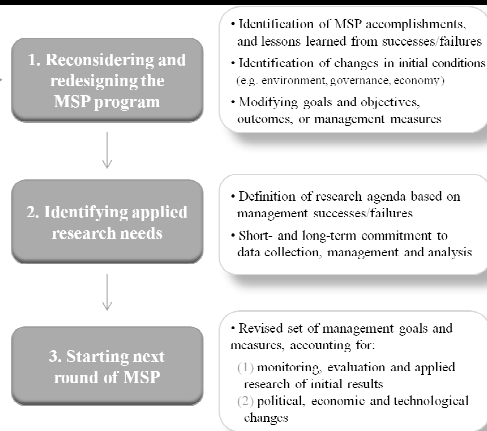 1. Reconsidering and
redesigning the
MSP program
• Identification of MSP accomplishments,
and lessons learned from successes/failures
• Identification of changes in initial conditions
(e.g. environment, governance, economy)
• Modifying goals and objectives,
outcomes, or management measures
2. Identifying applied
research needs
• Definition of research agenda based on
management successes/failures
• Short- and long-term commitment to
data collection, management and analysis
3. Starting next
round of MSP
• Revised set of management goals and
measures, accounting for:
(1) monitoring, evaluation and applied
research of initial results
(2) political, economic and technological
changes